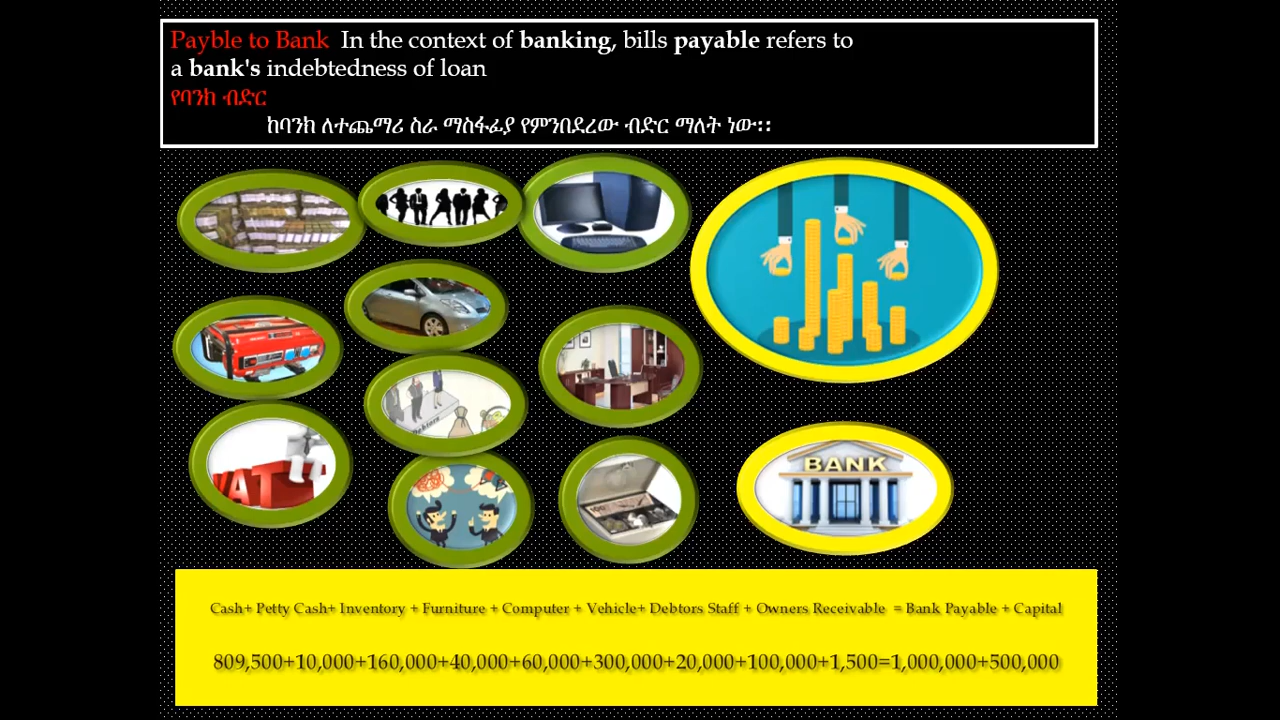 Payble to Bank In the context of banking, bills payable refers to
a bank's indebtedness of loan
የባንክ ብድር
ከባንክ ለተጨማሪ ስራ ማስፋፊያ የምንበደረው ብድር ማለት ነው፡፡
BANK
Debtors
VAT
Cash+ Petty Cash+ Inventory + Furniture + Computer + Vehicle+ Debtors Staff + Owners Receivable = Bank Payable + Capital
809,500+10,000+160,000+40,000+60,000+300,000+20,000+100,000+1,500=1,000,000+500,000